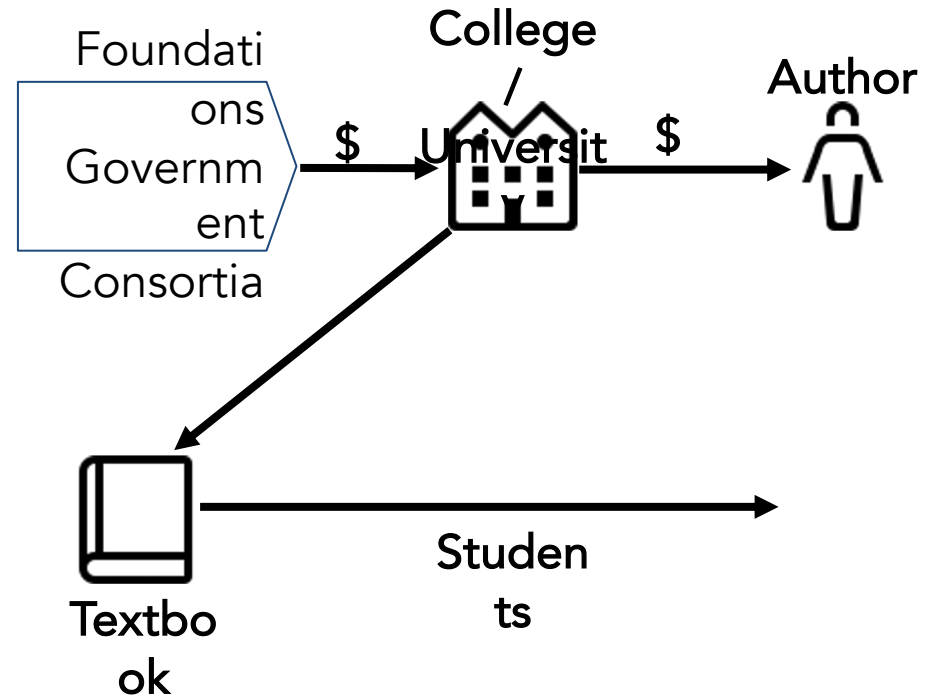 Foundati
ons
Governm
ent
Consortia
$
College
/
Universit
$
Author
Studen
ts
Textbo
ok